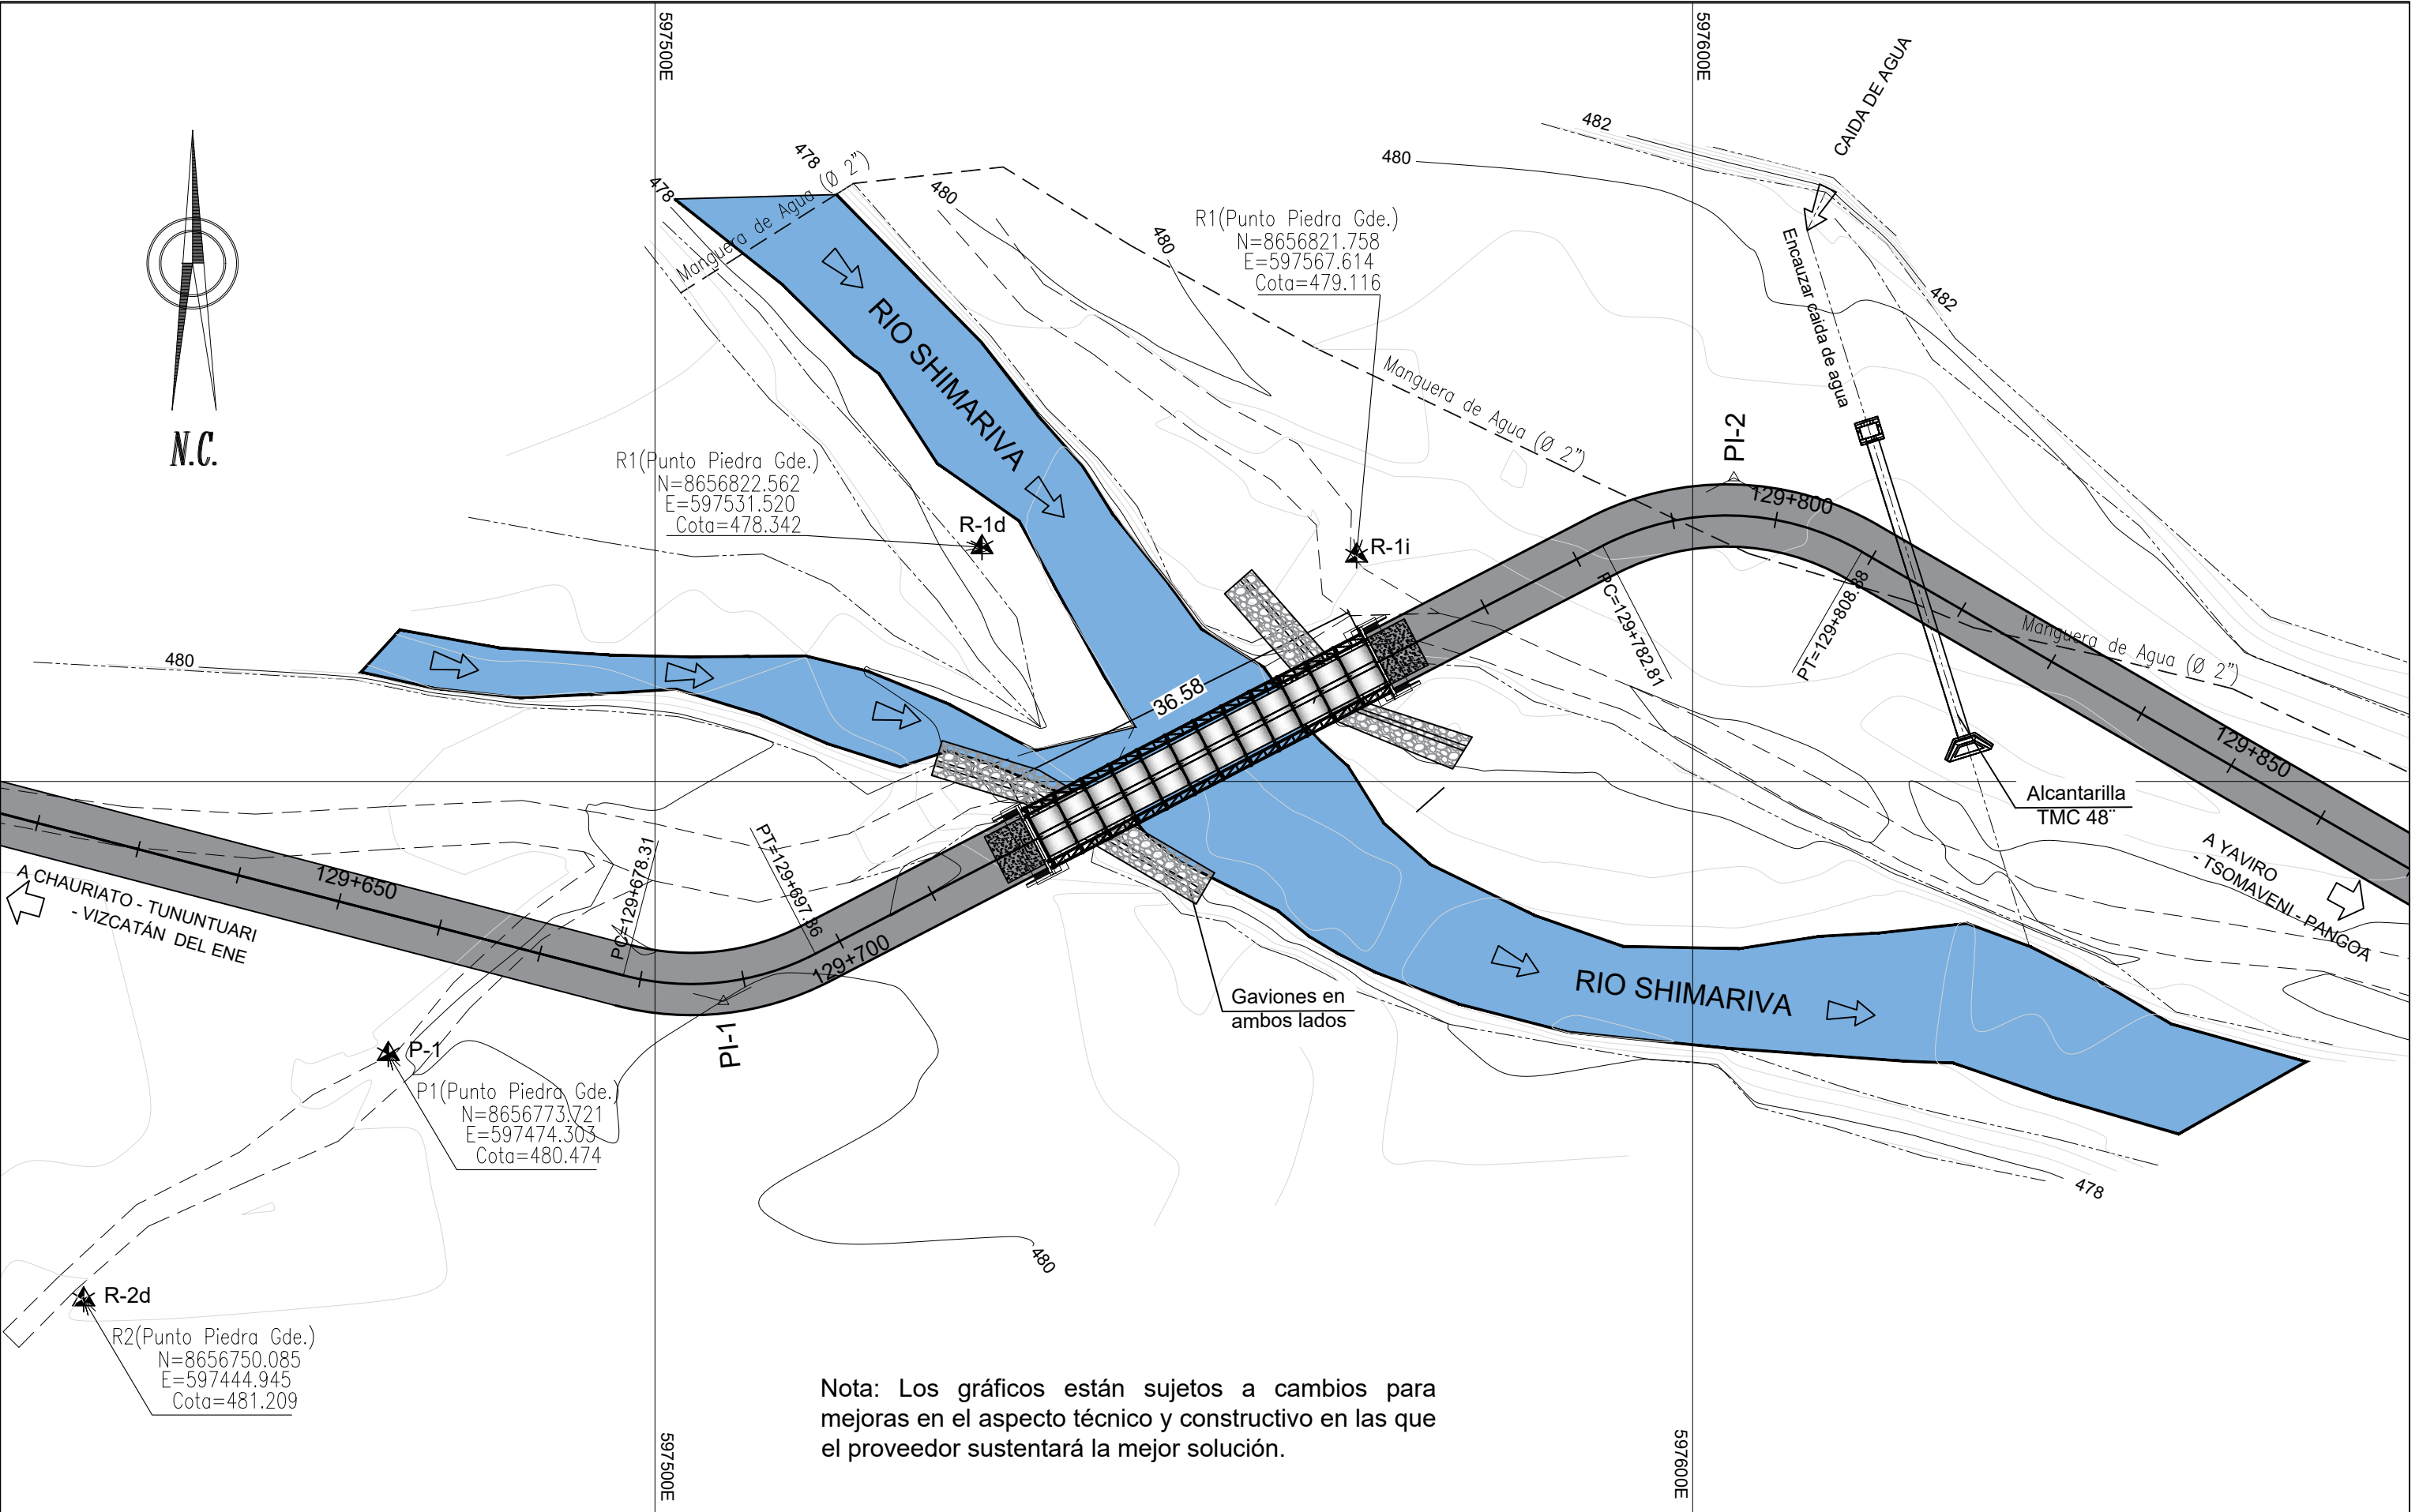 597500E
597600E
CAIDA DE AGUA
482
480
478
478
Manguera de Agua (Ø 2")
480
480
R1(Punto Piedra Gde.)
N=8656821.758
E=597567.614
Cota=479.116
Encauzar caida de agua
482
RIO SHIMARIVA
Manguera de Agua (Ø 2")
PI-2
N.C.
R1(Punto Piedra Gde.)
N=8656822.562
E=597531.520
Cota=478.342
R-1d
R-1i
129+800
PC=129+782.81
PT=129+808.88
Manguera de Agua (Ø 2")
480
36.58
129+850
Alcantarilla
TMC 48¨
A YAVIRO
- TSOMAVENI - PANGOA
A CHAURIATO - TUNUNTUARI
- VIZCATÁN DEL ENE
129+650
PC=129+678.31
PT=129+697.86
129+700
RIO SHIMARIVA
Gaviones en
ambos lados
PI-1
P-1
P1(Punto Piedra Gde.)
N=8656773.721
E=597474.303
Cota=480.474
478
480
R-2d
R2(Punto Piedra Gde.)
N=8656750.085
E=597444.945
Cota=481.209
Nota: Los gráficos están sujetos a cambios para
mejoras en el aspecto técnico y constructivo en las que
el proveedor sustentará la mejor solución.
597500E
597600E